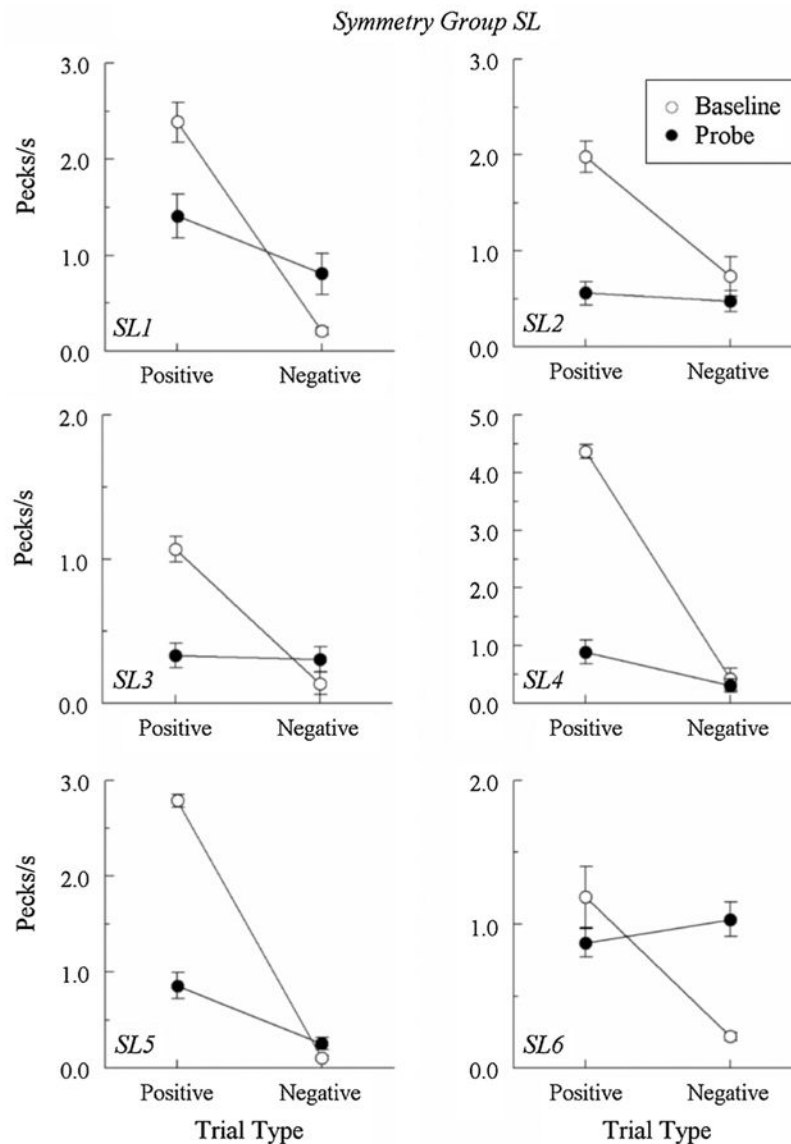 Symmetry Group SL
3.0
2.0
1.0
0.0
Pecks/s
SL1
Positive Negative
3.0
2.0
1.0
0.0
Baseline
Probe
SL2
Positive Negative
2.0
1.0
0.0
Pecks/s
SL3
Positive Negative
5.0
4.0
3.0
2.0
1.0
0.0
SL4
Positive Negative
3.0
2.0
1.0
0.0
Pecks/s
SL5
Positive Negative
Trial Type
2.0
1.0
0.0
SL6
Positive Negative
Trial Type